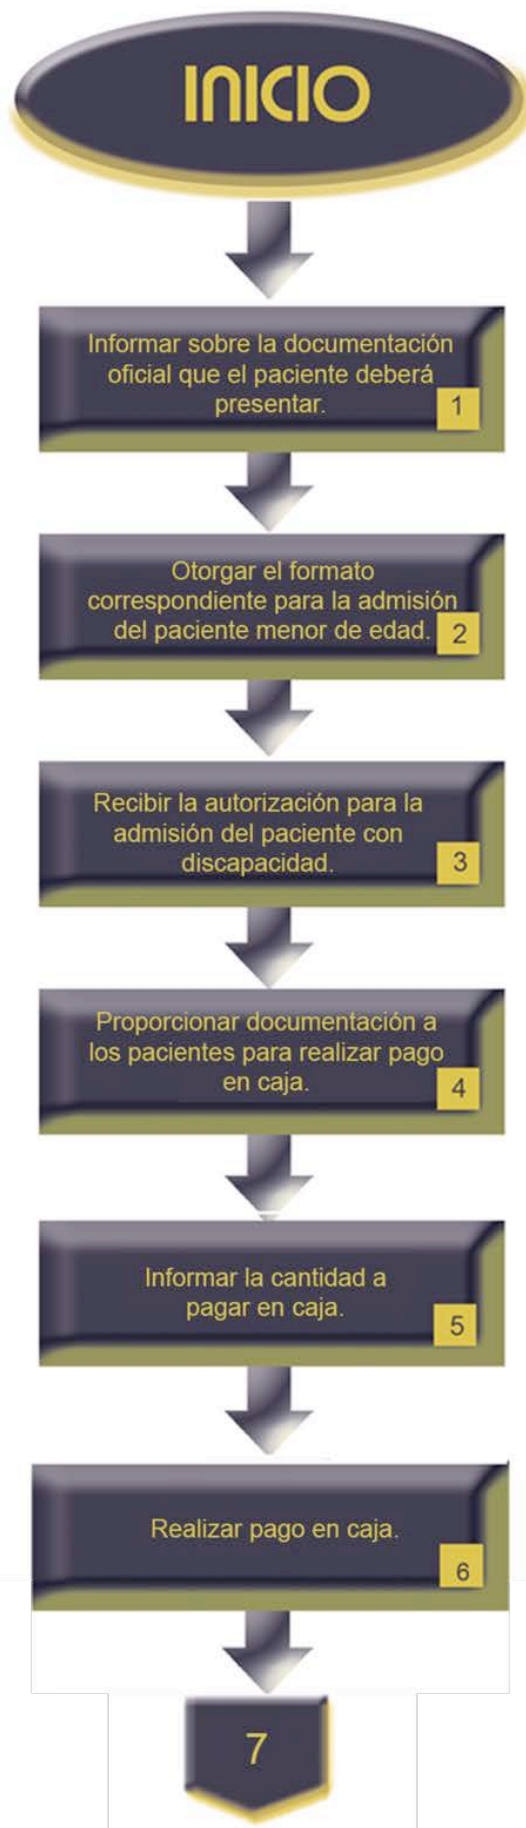 INICIO
Informar sobre la documentación
oficial que el paciente deberá
presentar.
1
Otorgar el formato
correspondiente para la admisión
del paciente menor de edad.
2
Recibir la autorización para la
admisión del paciente con
discapacidad.
3
Proporcionar documentación a
los pacientes para realizar pago
en caja.
4
Informar la cantidad a
pagar en caja.
5
Realizar pago en caja.
6
7